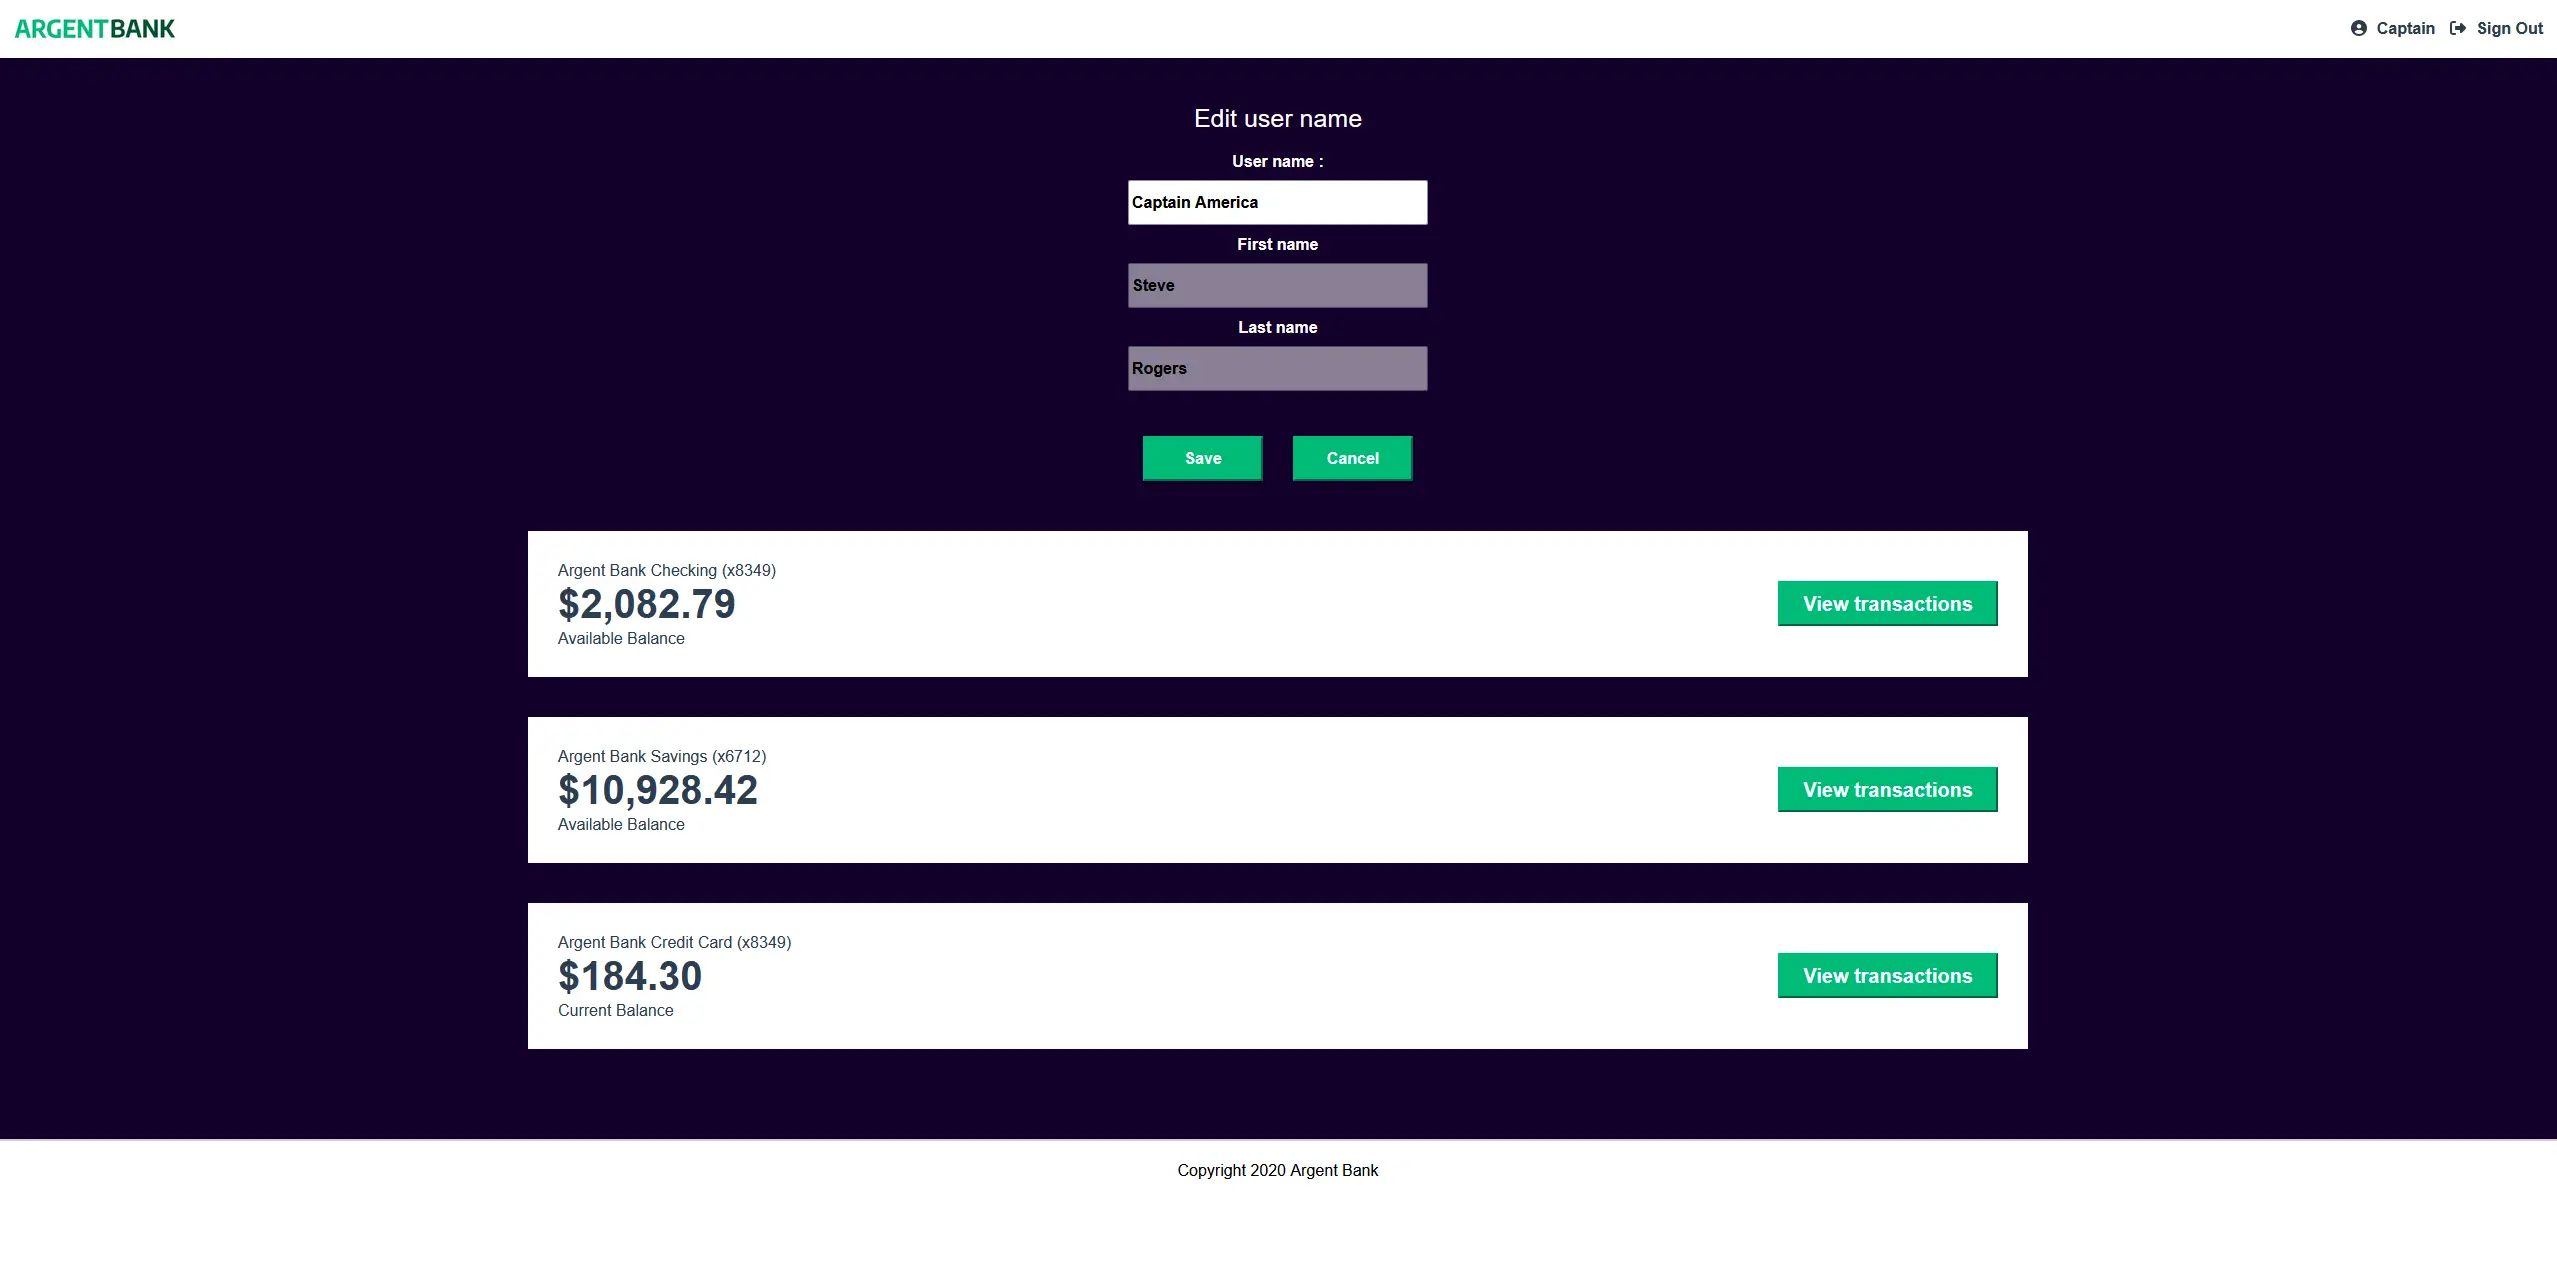 ARGENTBANK
Captain Sign Out
Edit user name
User name :
Captain America
First name
Steve
Last name
Rogers
Save Cancel
Argent Bank Checking (x8349)
$2,082.79
Available Balance
View transactions
Argent Bank Savings (x6712)
$10,928.42
Available Balance
View transactions
Argent Bank Credit Card (x8349)
$184.30
Current Balance
View transactions
Copyright 2020 Argent Bank